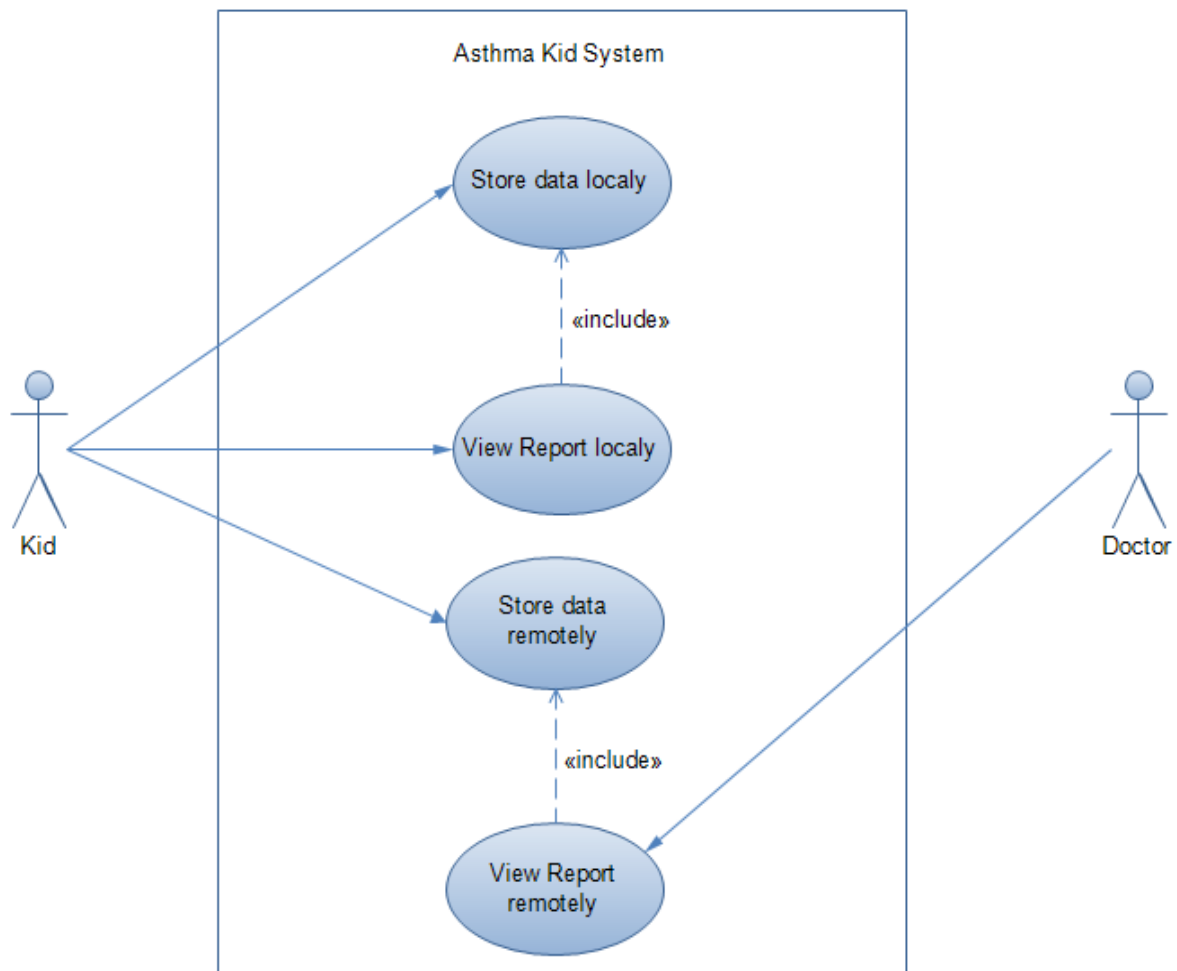 Asthma Kid System
Store data localy
«include»
View Report localy
Kid
Doctor
Store data
remotely
«include»
View Report
remotely